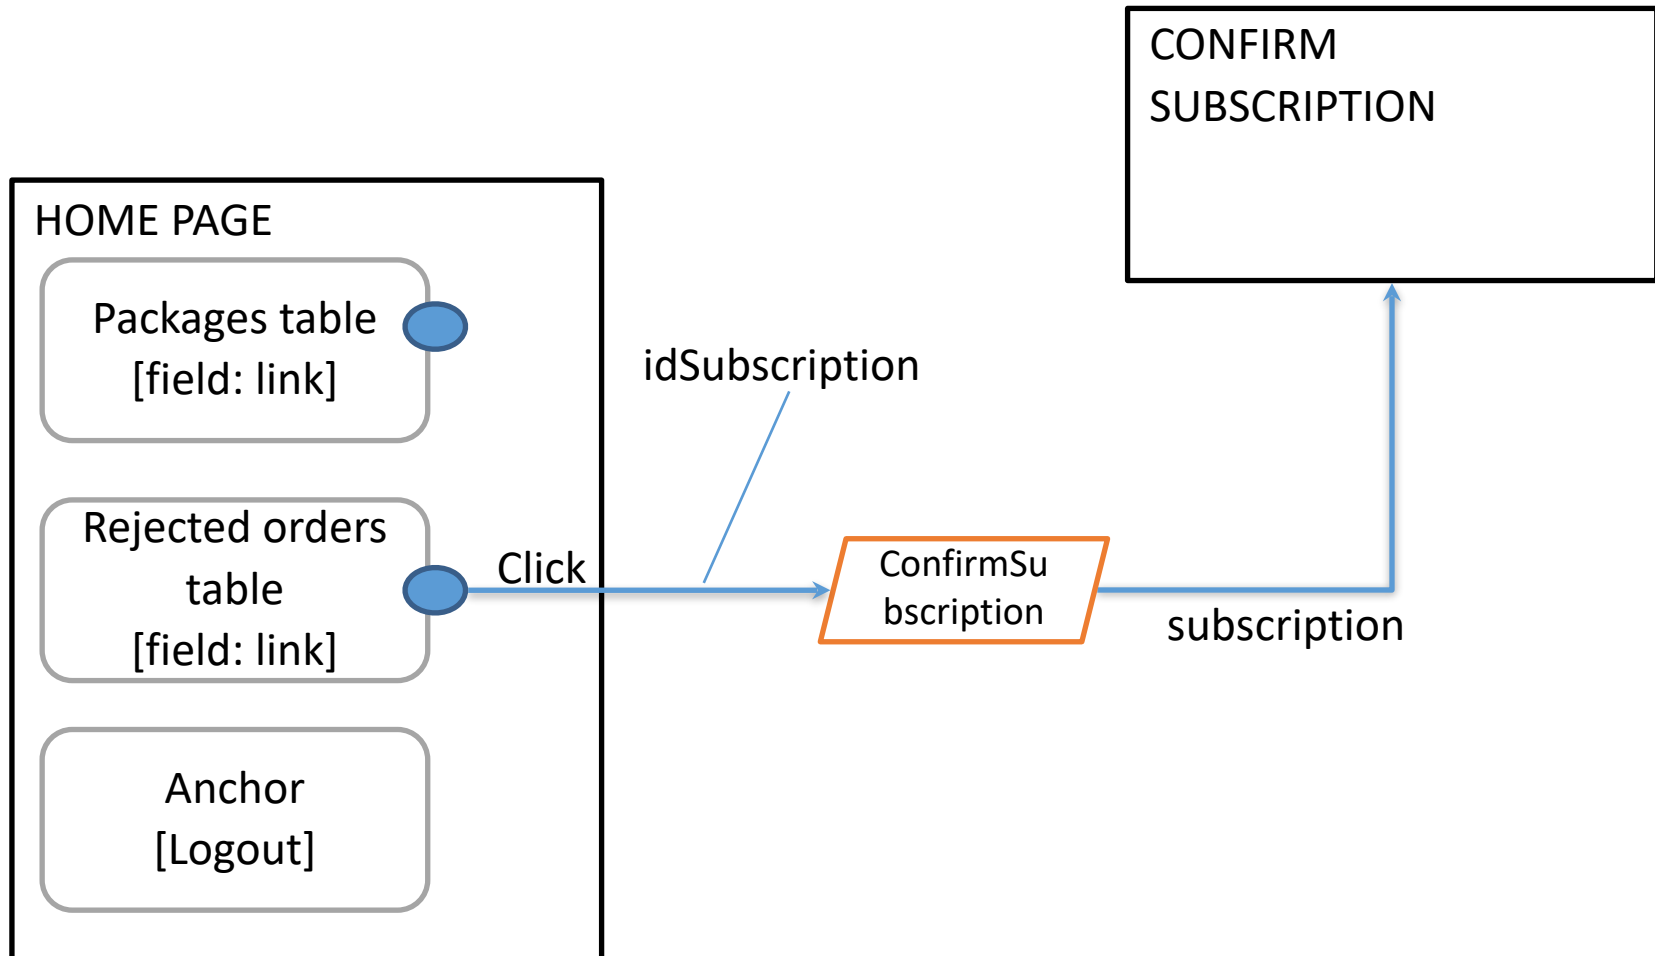 CONFIRM
SUBSCRIPTION
HOME PAGE
Packages table
[field: link]
idSubscription
Rejected orders
table
[field: link]
Click
ConfirmSu
bscription
subscription
Anchor
[Logout]